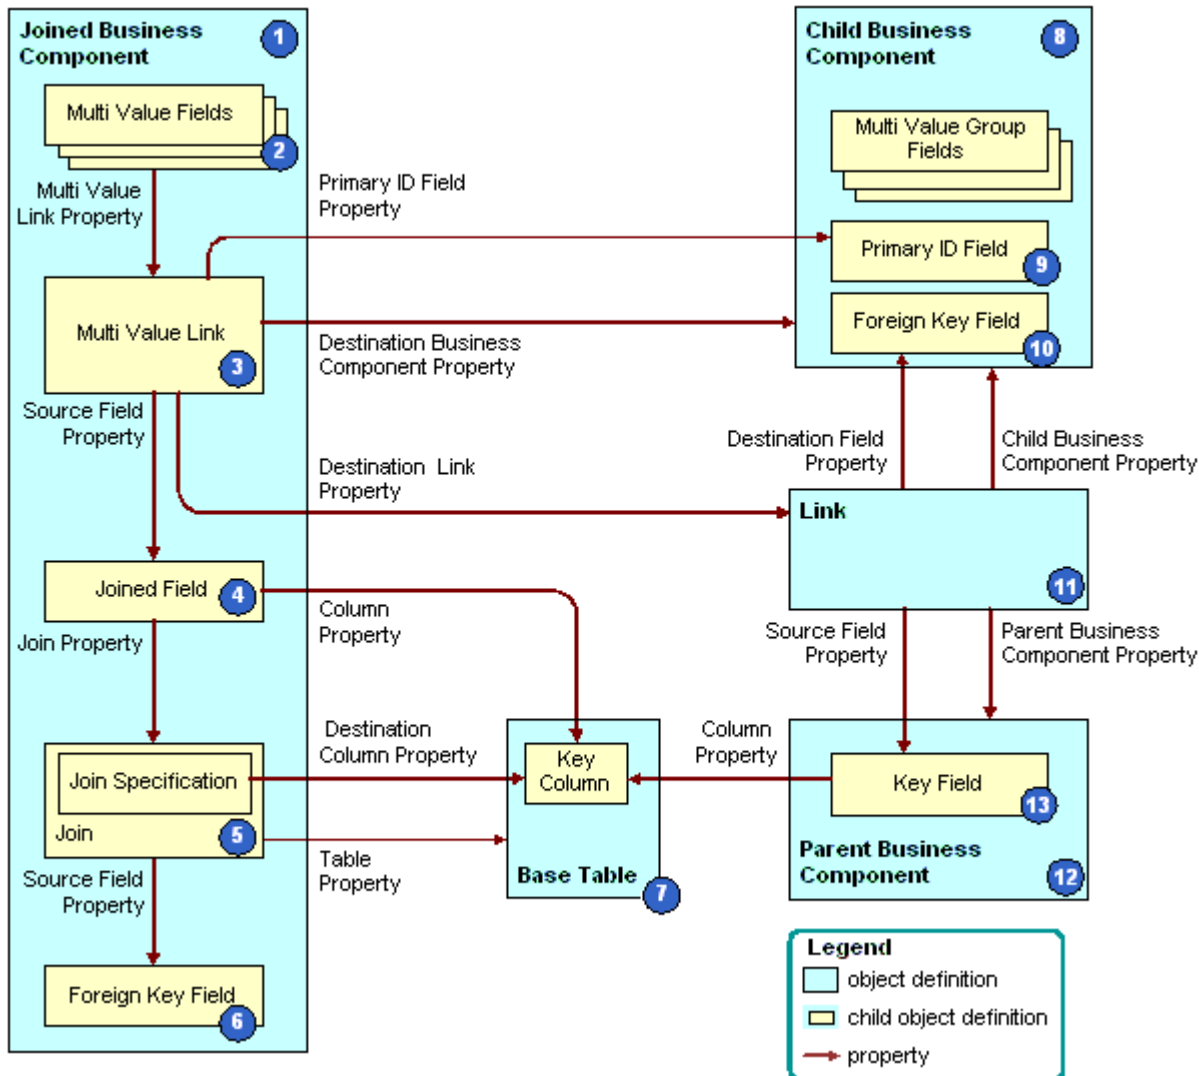 Joined Business
Component
1
Multi Value Fields
2
Multi Value
Link Property
Primary ID Field
Property
Multi Value Link
3
Destination Business
Component Property
Source Field
Property
Destination Link
Property
Joined Field
4
Column
Property
Join Property
Join Specification
Join
5
Destination
Column Property
Table
Property
Source Field
Property
Foreign Key Field
6
Key
Column
Base Table
7
Child Business
Component
8
Multi Value Group
Fields
Primary ID Field
9
Foreign Key Field
10
Destination Field
Property
Child Business
Component Property
Link
11
Source Field
Property
Parent Business
Component Property
Column
Property
Key Field
13
Parent Business
Component
12
Legend
object definition
child object definition
property